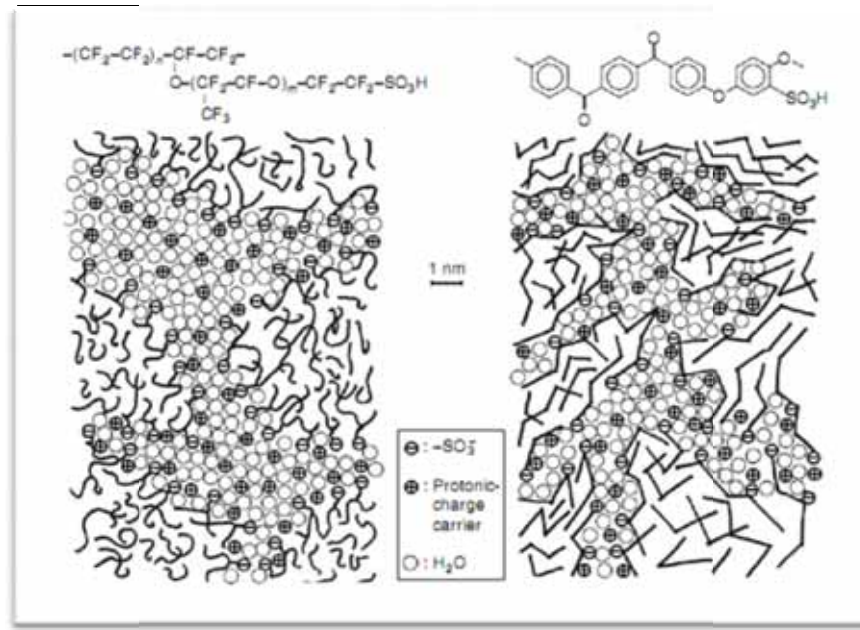 -(CF₂-CF₂)ₙ-CF-CF₂-
O-(CF₂-CF-O)ₘ-CF₂-CF₂-SO₃H
CF₃
O
O
O
O
SO₃H
1 nm
⊖ : -SO₃⁻
⊕ : Protonic-
charge
carrier
○ : H₂O